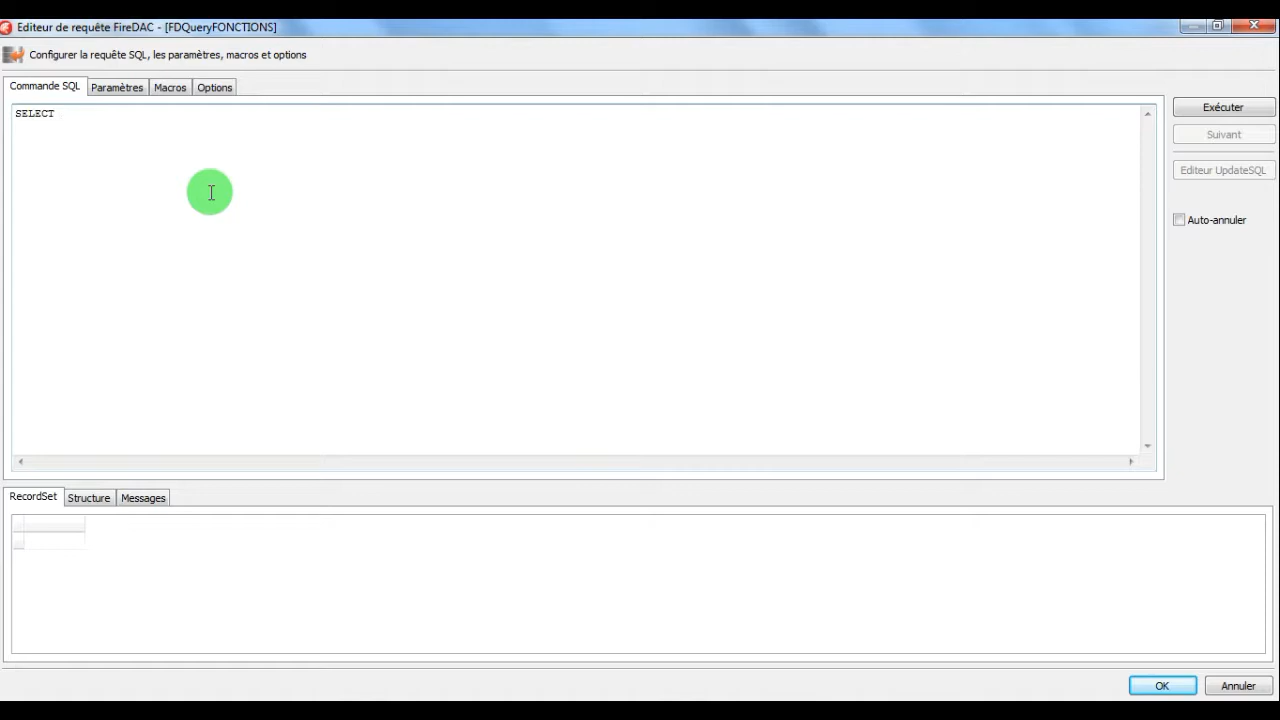 Editeur de requête FireDAC - [FDQueryFONCTIONS]
Configurer la requête SQL, les paramètres, macros et options
Commande SQL Paramètres Macros Options
SELECT
Exécuter
Suivant
Editeur UpdateSQL
Auto-annuler
RecordSet Structure Messages
OK Annuler